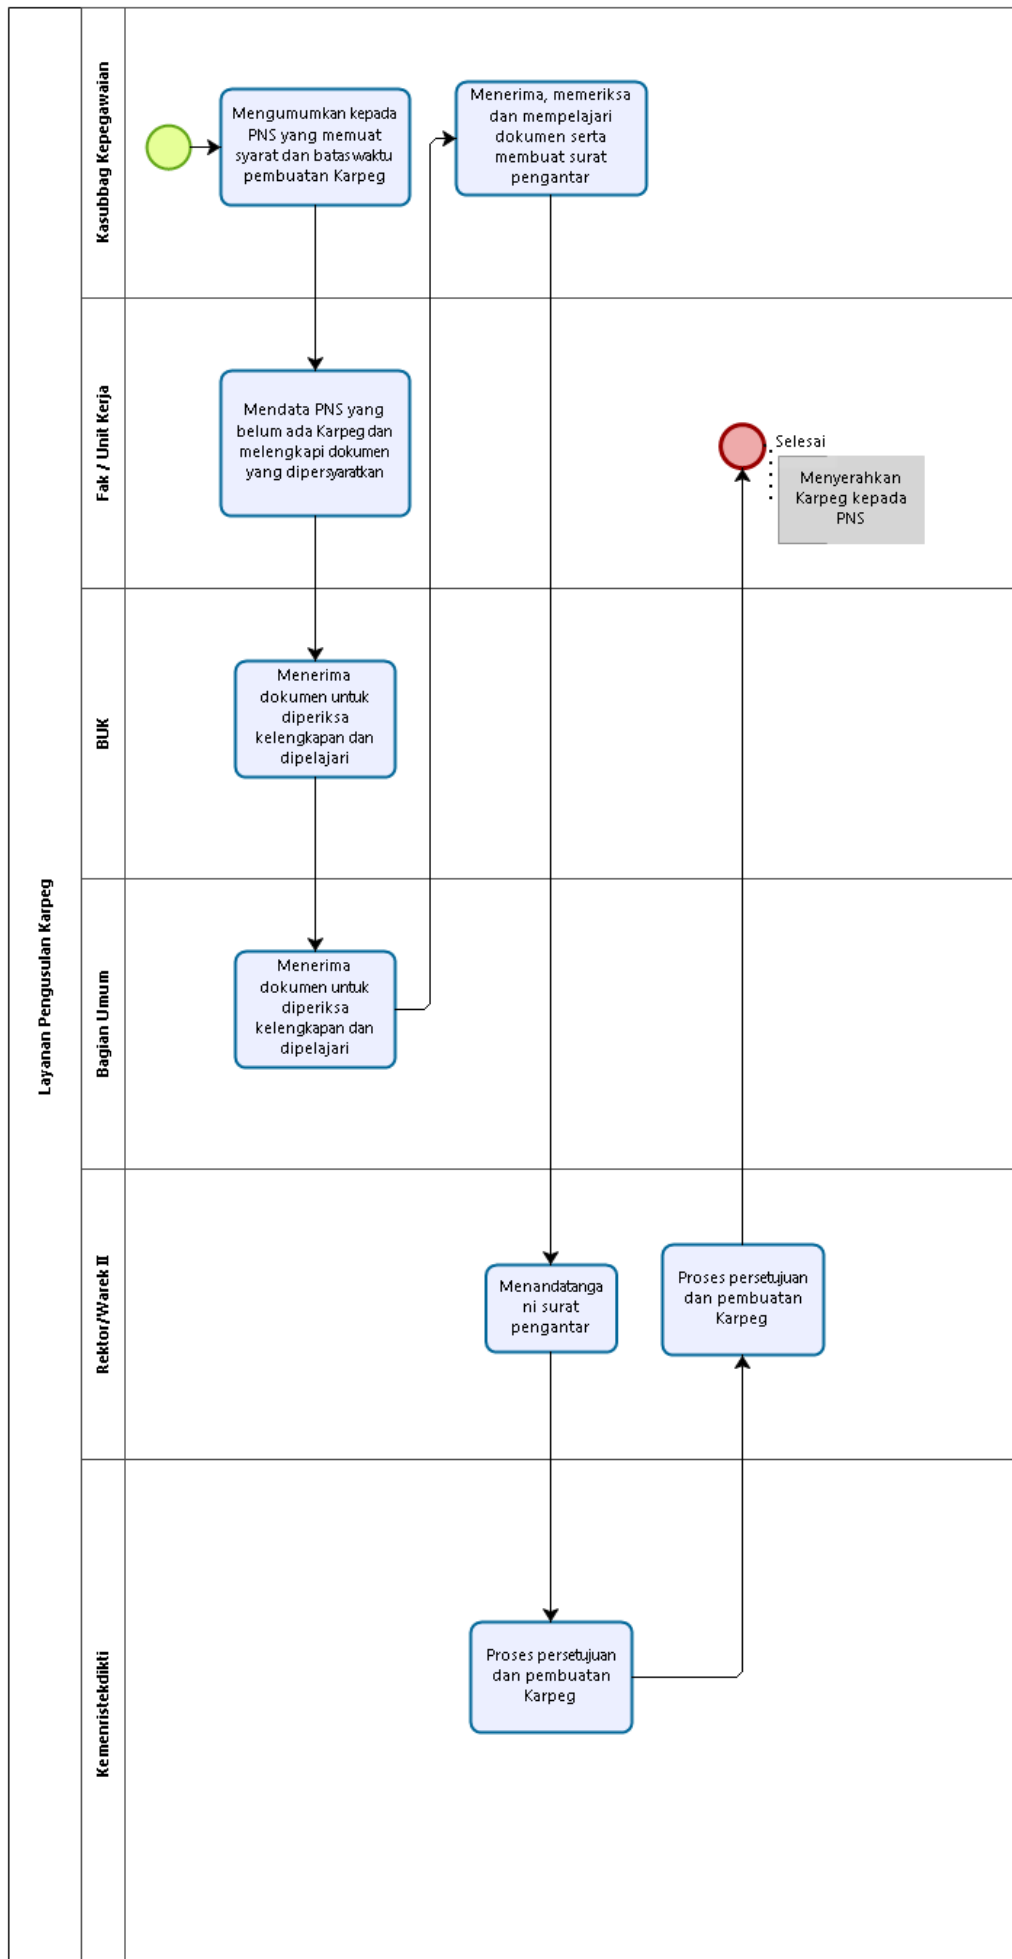 Layanan Pengusulan Karpeg
Kasubbag Kepegawaian
Mengumumkan kepada
PNS yang memuat
syarat dan batas waktu
pembuatan Karpeg
Menerima, memeriksa
dan mempelajari
dokumen serta
membuat surat
pengantar
Fak / Unit Kerja
Mendata PNS yang
belum ada Karpeg dan
melengkapi dokumen
yang dipersyaratkan
Selesai
Menyerahkan
Karpeg kepada
PNS
BUK
Menerima
dokumen untuk
diperiksa
kelengkapan dan
dipelajari
Bagian Umum
Menerima
dokumen untuk
diperiksa
kelengkapan dan
dipelajari
Rektor/Warek II
Menandatanga
ni surat
pengantar
Proses persetujuan
dan pembuatan
Karpeg
Kemenristekdikti
Proses persetujuan
dan pembuatan
Karpeg